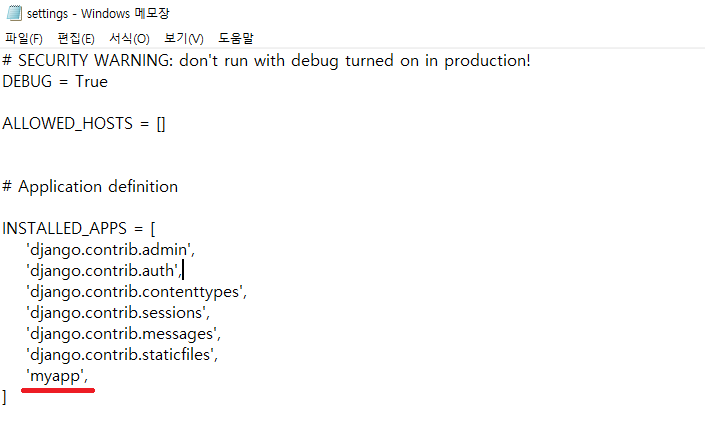 settings - Windows 메모장
파일(F) 편집(E) 서식(O) 보기(V) 도움말
# SECURITY WARNING: don't run with debug turned on in production!
DEBUG = True
ALLOWED_HOSTS = []
# Application definition
INSTALLED_APPS = [
'django.contrib.admin',
'django.contrib.auth',
'django.contrib.contenttypes',
'django.contrib.sessions',
'django.contrib.messages',
'django.contrib.staticfiles',
'myapp',
]